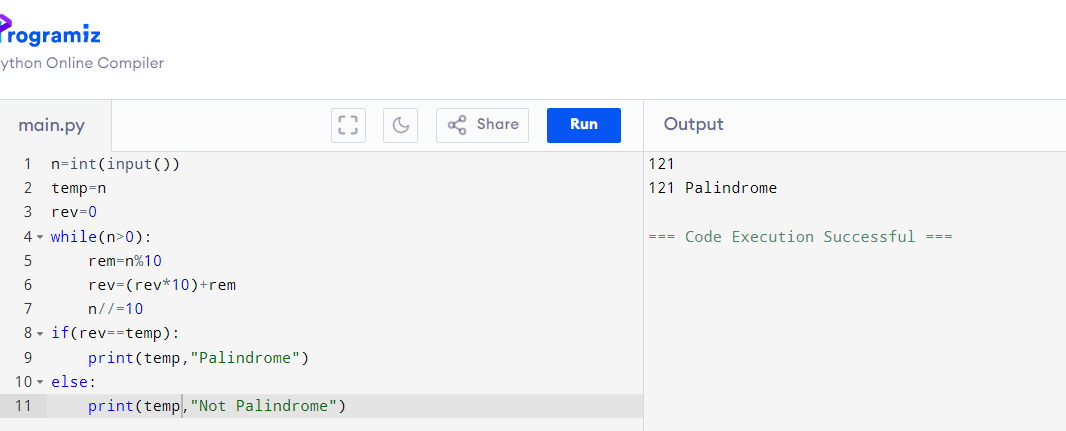 Programiz
ython Online Compiler
main.py
Share
Run
Output
1 n=int(input())
2 temp=n
3 rev=0
4 while(n>0):
5     rem=n%10
6     rev=(rev*10)+rem
7     n//=10
8 if(rev==temp):
9     print(temp,"Palindrome")
10 else:
11     print(temp,"Not Palindrome")
121
121 Palindrome
=== Code Execution Successful ===